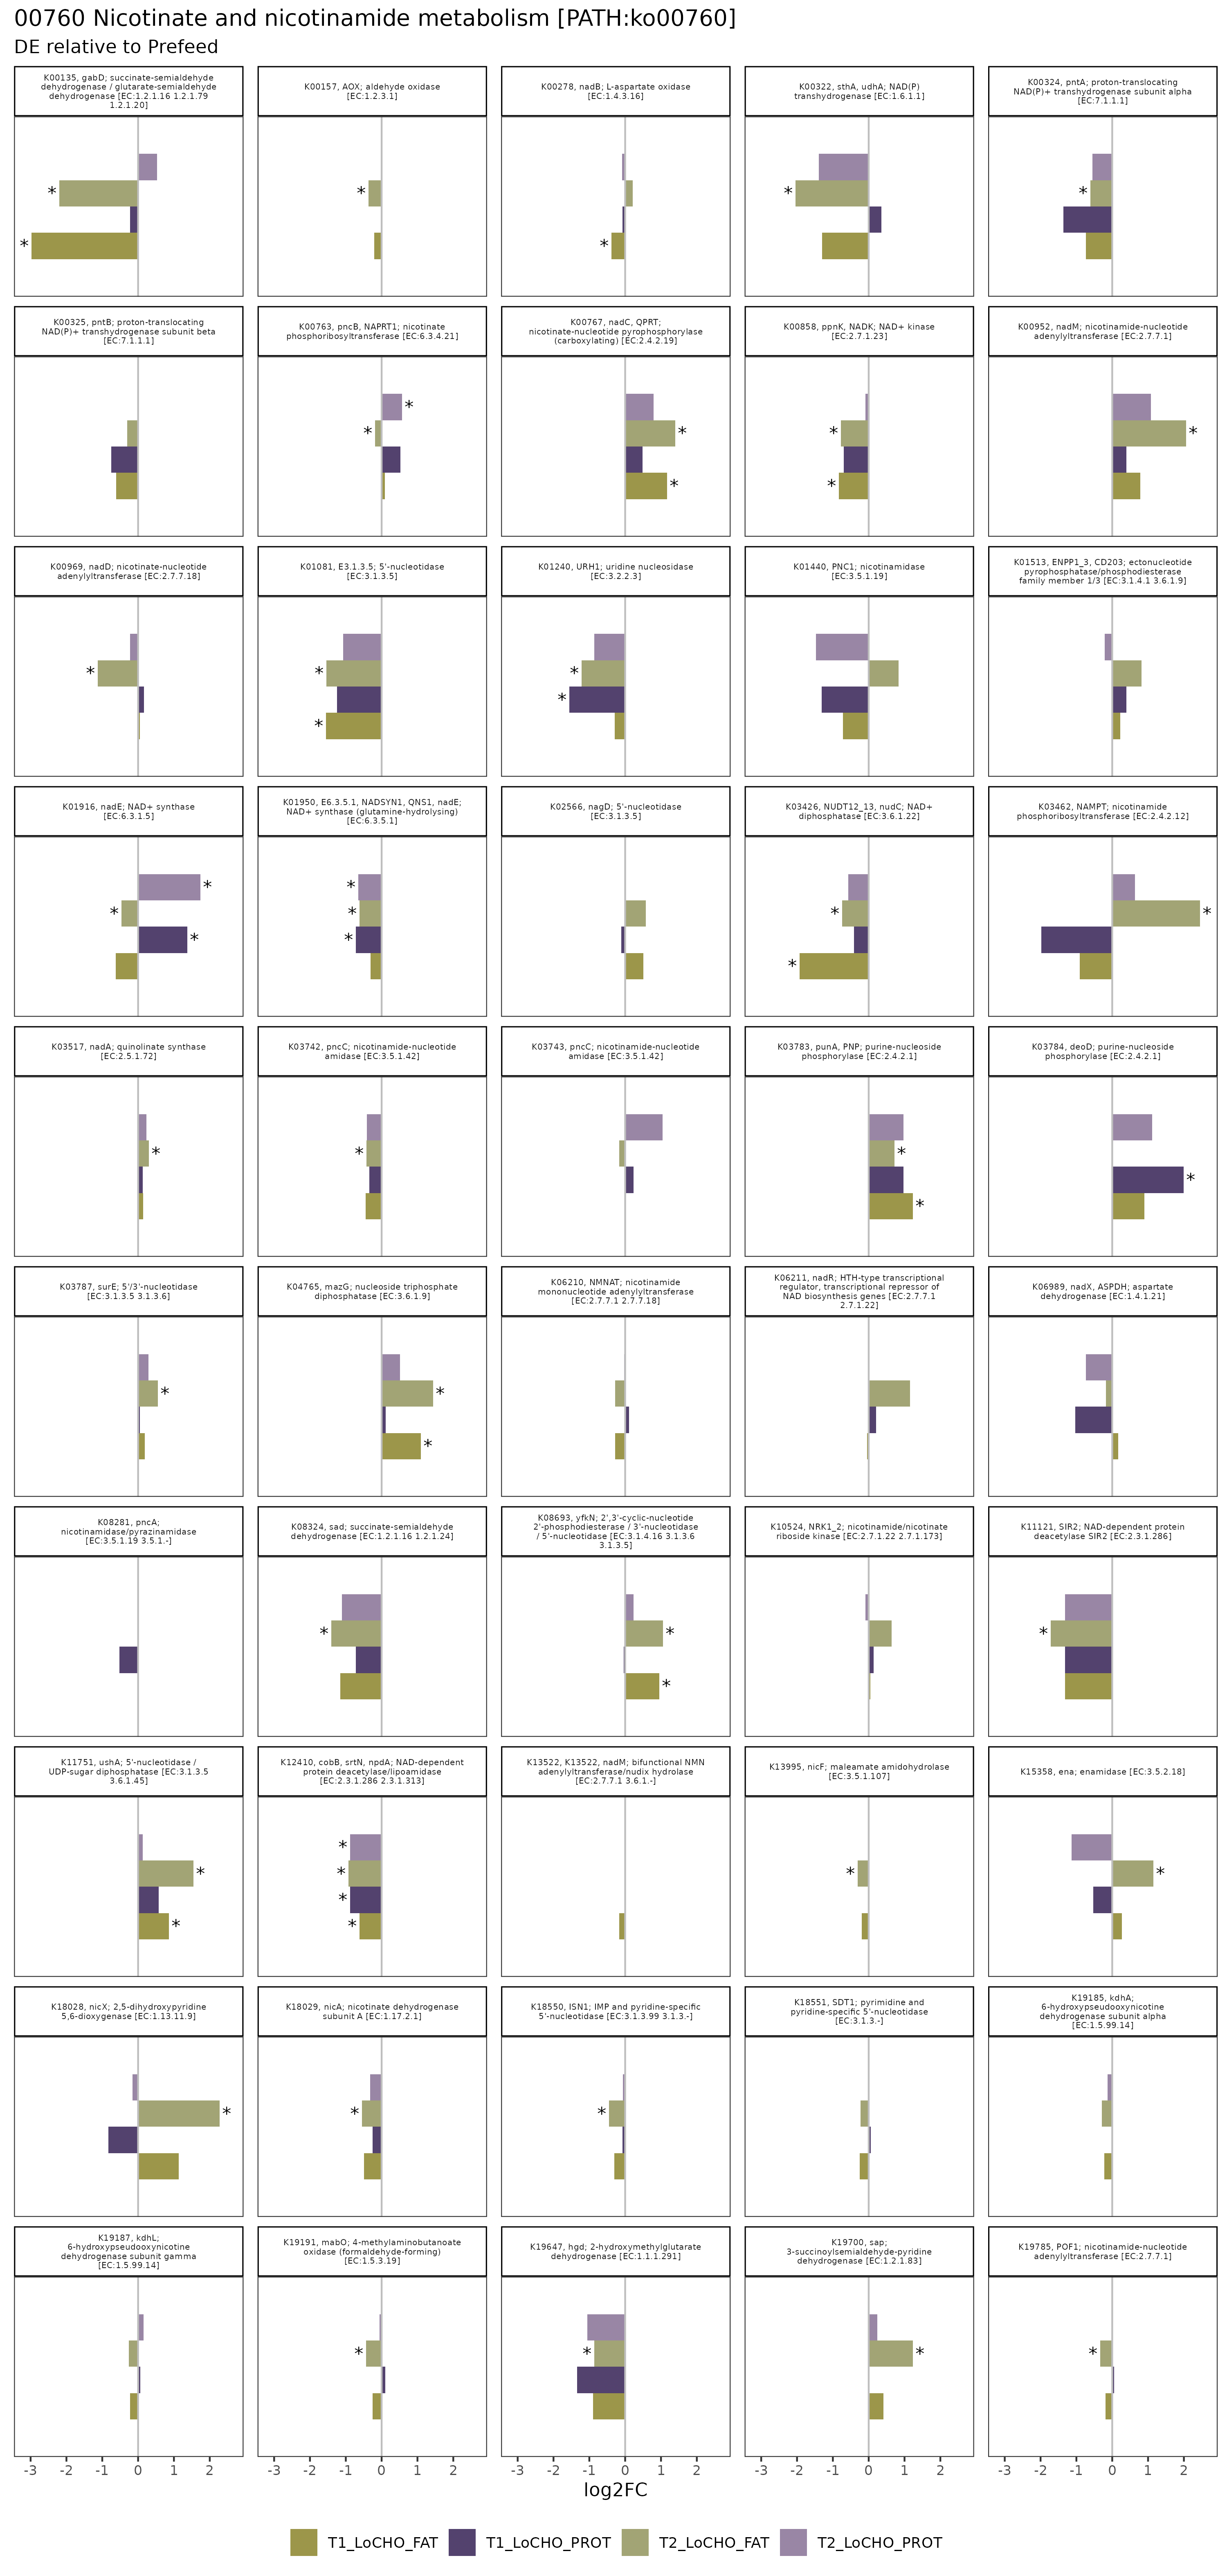 00760 Nicotinate and nicotinamide metabolism [PATH:ko00760]
DE relative to Prefeed
K00135, gabD; succinate-semialdehyde
dehydrogenase / glutarate-semialdehyde
dehydrogenase [EC:1.2.1.16 1.2.1.79
1.2.1.20]
K00157, AOX; aldehyde oxidase
[EC:1.2.3.1]
K00278, nadB; L-aspartate oxidase
[EC:1.4.3.16]
K00322, sthA, udhA; NAD(P)
transhydrogenase [EC:1.6.1.1]
K00324, pntA; proton-translocating
NAD(P)+ transhydrogenase subunit alpha
[EC:7.1.1.1]
*
*
*
*
*
*
K00325, pntB; proton-translocating
NAD(P)+ transhydrogenase subunit beta
[EC:7.1.1.1]
K00763, pncB, NAPRT1; nicotinate
phosphoribosyltransferase [EC:6.3.4.21]
K00767, nadC, QPRT;
nicotinate-nucleotide pyrophosphorylase
(carboxylating) [EC:2.4.2.19]
K00858, ppnK, NADK; NAD+ kinase
[EC:2.7.1.23]
K00952, nadM; nicotinamide-nucleotide
adenylyltransferase [EC:2.7.7.1]
*
*
*
*
*
*
*
K00969, nadD; nicotinate-nucleotide
adenylyltransferase [EC:2.7.7.18]
K01081, E3.1.3.5; 5'-nucleotidase
[EC:3.1.3.5]
K01240, URH1; uridine nucleosidase
[EC:3.2.2.3]
K01440, PNC1; nicotinamidase
[EC:3.5.1.19]
K01513, ENPP1_3, CD203; ectonucleotide
pyrophosphatase/phosphodiesterase
family member 1/3 [EC:3.1.4.1 3.6.1.9]
*
*
*
*
*
K01916, nadE; NAD+ synthase
[EC:6.3.1.5]
K01950, E6.3.5.1, NADSYN1, QNS1, nadE;
NAD+ synthase (glutamine-hydrolysing)
[EC:6.3.5.1]
K02566, nagD; 5'-nucleotidase
[EC:3.1.3.5]
K03426, NUDT12_13, nudC; NAD+
diphosphatase [EC:3.6.1.22]
K03462, NAMPT; nicotinamide
phosphoribosyltransferase [EC:2.4.2.12]
*
*
*
*
*
*
*
*
*
K03517, nadA; quinolinate synthase
[EC:2.5.1.72]
K03742, pncC; nicotinamide-nucleotide
amidase [EC:3.5.1.42]
K03743, pncC; nicotinamide-nucleotide
amidase [EC:3.5.1.42]
K03783, punA, PNP; purine-nucleoside
phosphorylase [EC:2.4.2.1]
K03784, deoD; purine-nucleoside
phosphorylase [EC:2.4.2.1]
*
*
*
*
*
K03787, surE; 5'/3'-nucleotidase
[EC:3.1.3.5 3.1.3.6]
K04765, mazG; nucleoside triphosphate
diphosphatase [EC:3.6.1.9]
K06210, NMNAT; nicotinamide
mononucleotide adenylyltransferase
[EC:2.7.7.1 2.7.7.18]
K06211, nadR; HTH-type transcriptional
regulator, transcriptional repressor of
NAD biosynthesis genes [EC:2.7.7.1
2.7.1.22]
K06989, nadX, ASPDH; aspartate
dehydrogenase [EC:1.4.1.21]
*
*
*
K08281, pncA;
nicotinamidase/pyrazinamidase
[EC:3.5.1.19 3.5.1.-]
K08324, sad; succinate-semialdehyde
dehydrogenase [EC:1.2.1.16 1.2.1.24]
K08693, yfkN; 2',3'-cyclic-nucleotide
2'-phosphodiesterase / 3'-nucleotidase
/ 5'-nucleotidase [EC:3.1.4.16 3.1.3.6
3.1.3.5]
K10524, NRK1_2; nicotinamide/nicotinate
riboside kinase [EC:2.7.1.22 2.7.1.173]
K11121, SIR2; NAD-dependent protein
deacetylase SIR2 [EC:2.3.1.286]
*
*
*
*
K11751, ushA; 5'-nucleotidase /
UDP-sugar diphosphatase [EC:3.1.3.5
3.6.1.45]
K12410, cobB, srtN, npdA; NAD-dependent
protein deacetylase/lipoamidase
[EC:2.3.1.286 2.3.1.313]
K13522, K13522, nadM; bifunctional NMN
adenylyltransferase/nudix hydrolase
[EC:2.7.7.1 3.6.1.-]
K13995, nicF; maleamate amidohydrolase
[EC:3.5.1.107]
K15358, ena; enamidase [EC:3.5.2.18]
*
*
*
*
*
*
*
*
K18028, nicX; 2,5-dihydroxypyridine
5,6-dioxygenase [EC:1.13.11.9]
K18029, nicA; nicotinate dehydrogenase
subunit A [EC:1.17.2.1]
K18550, ISN1; IMP and pyridine-specific
5'-nucleotidase [EC:3.1.3.99 3.1.3.-]
K18551, SDT1; pyrimidine and
pyridine-specific 5'-nucleotidase
[EC:3.1.3.-]
K19185, kdhA;
6-hydroxypseudooxynicotine
dehydrogenase subunit alpha
[EC:1.5.99.14]
*
*
*
K19187, kdhL;
6-hydroxypseudooxynicotine
dehydrogenase subunit gamma
[EC:1.5.99.14]
K19191, mabO; 4-methylaminobutanoate
oxidase (formaldehyde-forming)
[EC:1.5.3.19]
K19647, hgd; 2-hydroxymethylglutarate
dehydrogenase [EC:1.1.1.291]
K19700, sap;
3-succinoylsemialdehyde-pyridine
dehydrogenase [EC:1.2.1.83]
K19785, POF1; nicotinamide-nucleotide
adenylyltransferase [EC:2.7.7.1]
*
*
*
*
-3 -2 -1 0 1 2 -3 -2 -1 0 1 2 -3 -2 -1 0 1 2 -3 -2 -1 0 1 2 -3 -2 -1 0 1 2
log2FC
T1_LoCHO_FAT T1_LoCHO_PROT T2_LoCHO_FAT T2_LoCHO_PROT